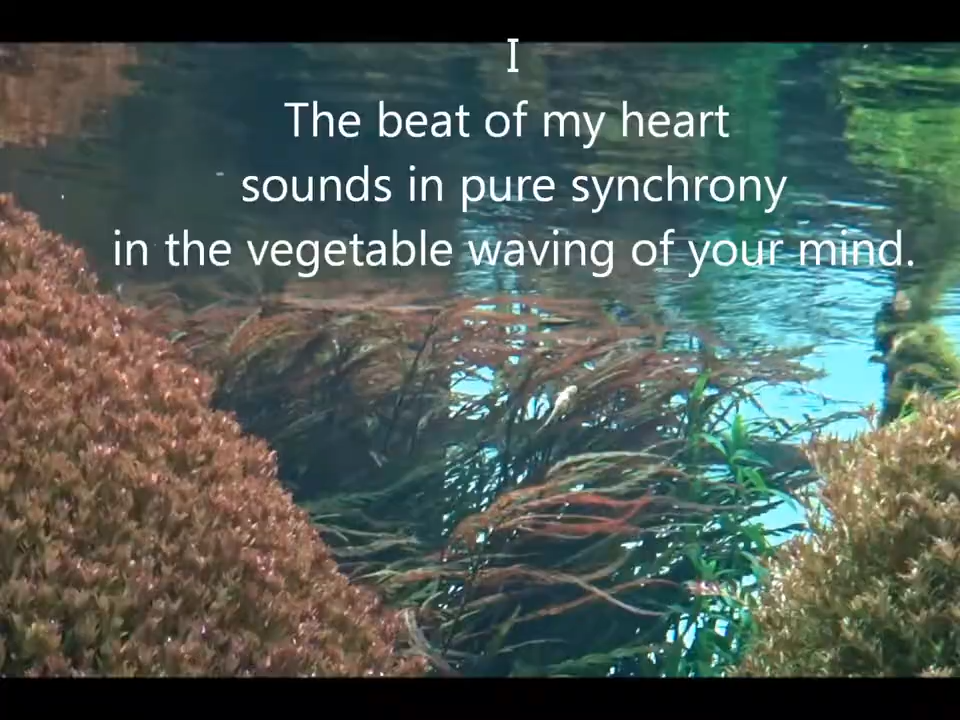 I
The beat of my heart
sounds in pure synchrony
in the vegetable waving of your mind.